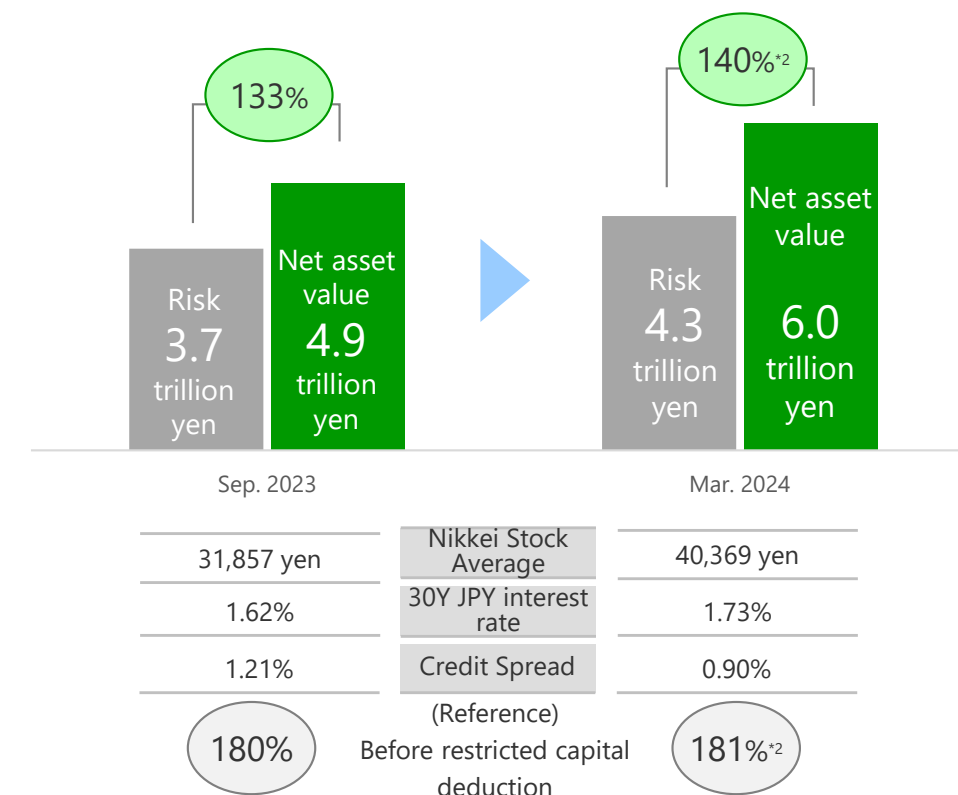 133%
140%*2
Risk
3.7
trillion
yen
Net asset
value
4.9
trillion
yen
Risk
4.3
trillion
yen
Net asset
value
6.0
trillion
yen
Sep. 2023
Mar. 2024
31,857 yen
Nikkei Stock
Average
40,369 yen
1.62%
30Y JPY interest
rate
1.73%
1.21%
Credit Spread
0.90%
180%
(Reference)
Before restricted capital
deduction
181%*2